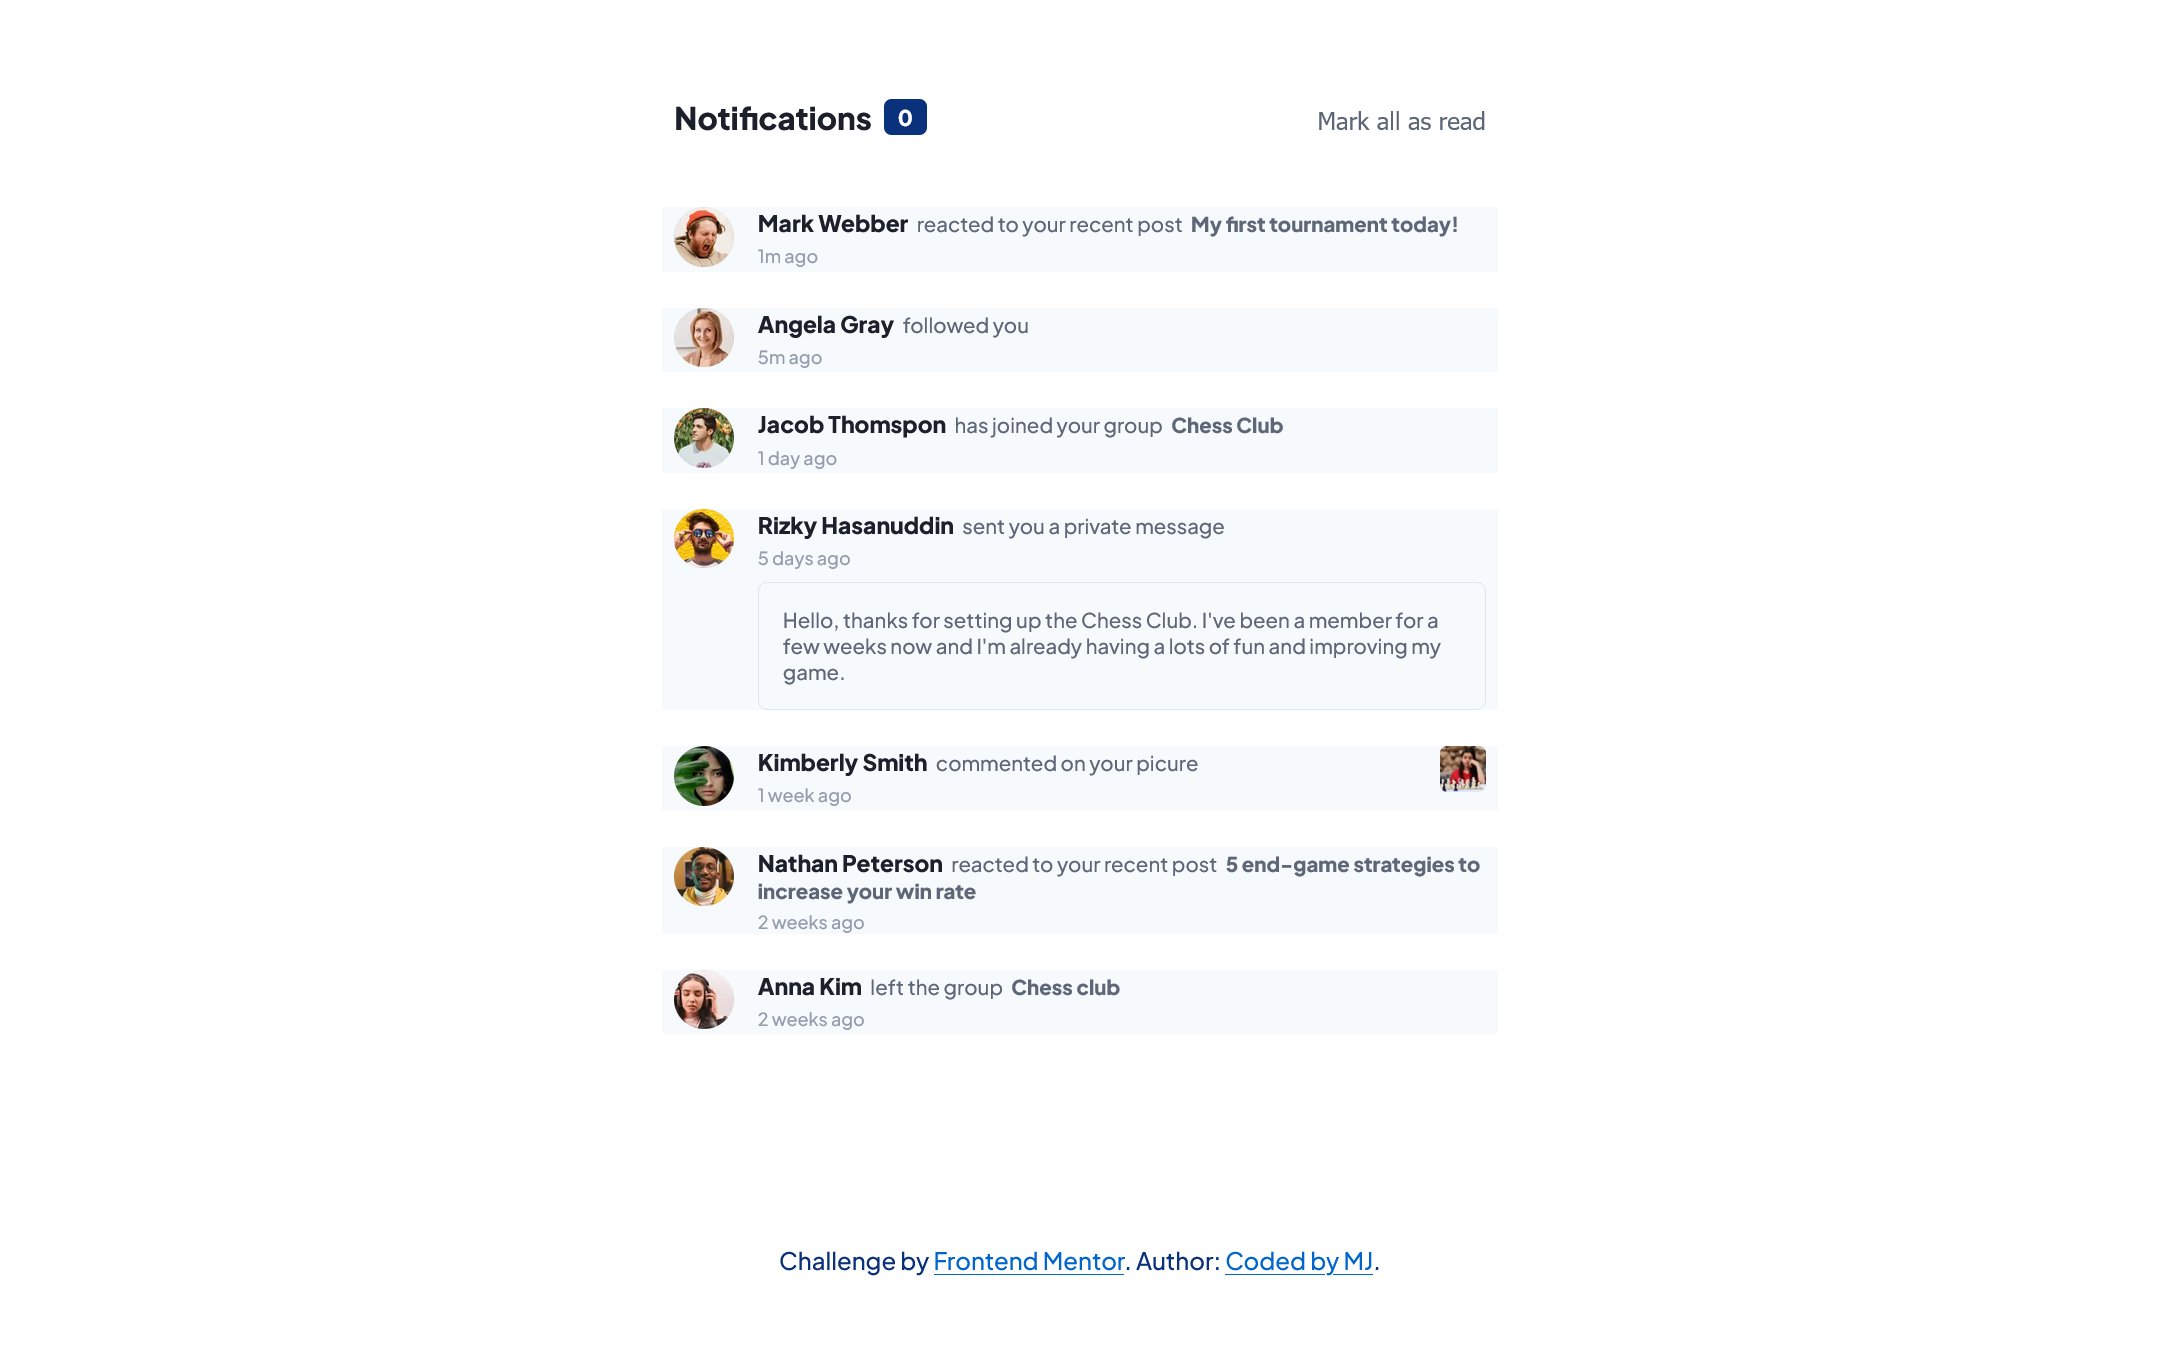 Notifications 0
Mark all as read
Mark Webber reacted to your recent post My first tournament today!
1m ago
Angela Gray followed you
5m ago
Jacob Thomspon has joined your group Chess Club
1 day ago
Rizky Hasanuddin sent you a private message
5 days ago
Hello, thanks for setting up the Chess Club. I've been a member for a
few weeks now and I'm already having a lots of fun and improving my
game.
Kimberly Smith commented on your picure
1 week ago
Nathan Peterson reacted to your recent post 5 end-game strategies to
increase your win rate
2 weeks ago
Anna Kim left the group Chess club
2 weeks ago
Challenge by Frontend Mentor. Author: Coded by MJ.